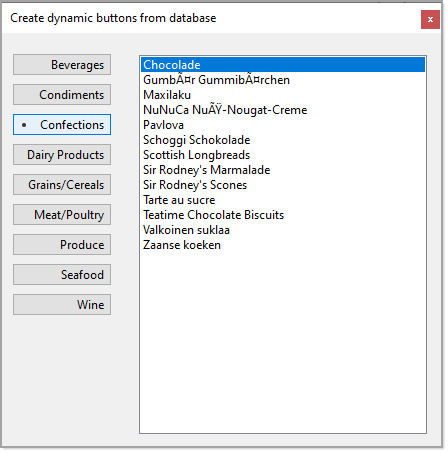 Create dynamic buttons from database
x
Beverages
Condiments
Confections
Dairy Products
Grains/Cereals
Meat/Poultry
Produce
Seafood
Wine
Chocolade
GumbÃ¤r GummibÃ¤rchen
Maxilaku
NuNuCa NuÃŸ-Nougat-Creme
Pavlova
Schoggi Schokolade
Scottish Longbreads
Sir Rodney's Marmalade
Sir Rodney's Scones
Tarte au sucre
Teatime Chocolate Biscuits
Valkoinen suklaa
Zaanse koeken